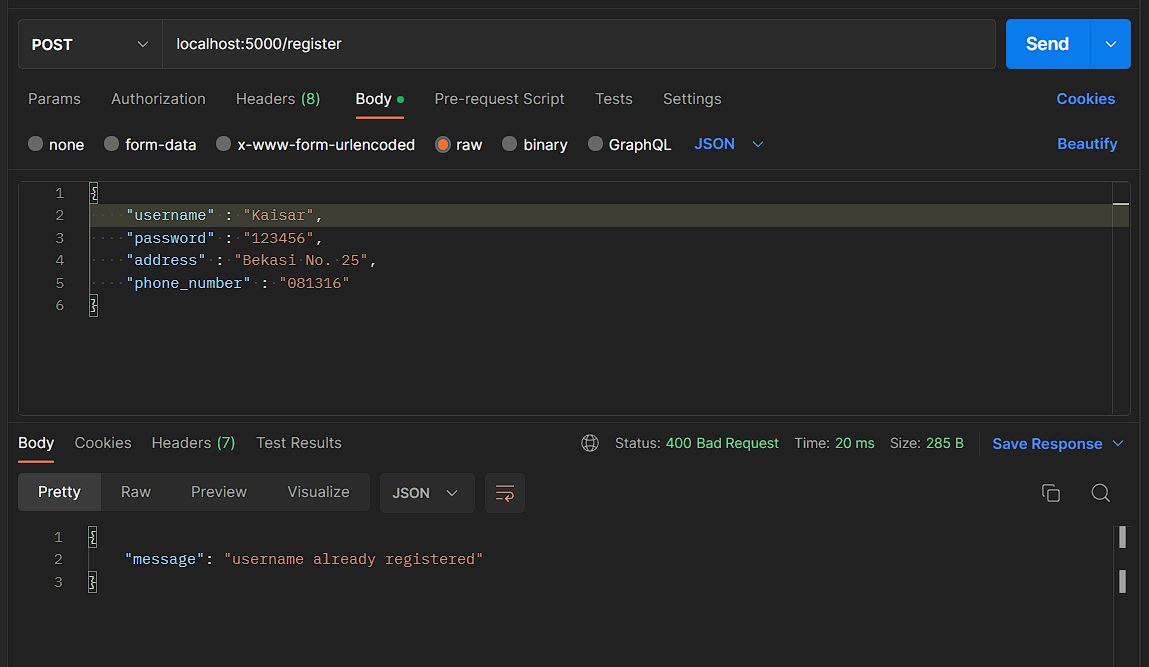 POST localhost:5000/register Send
Params Authorization Headers (8) Body Pre-request Script Tests Settings Cookies
none form-data x-www-form-urlencoded raw binary GraphQL JSON Beautify
1 {
2 "username" : "Kaisar",
3 "password" : "123456",
4 "address" : "Bekasi No. 25",
5 "phone_number" : "081316"
6 }
Body Cookies Headers (7) Test Results Status: 400 Bad Request Time: 20 ms Size: 285 B Save Response
Pretty Raw Preview Visualize JSON
1 {
2 "message": "username already registered"
3 }